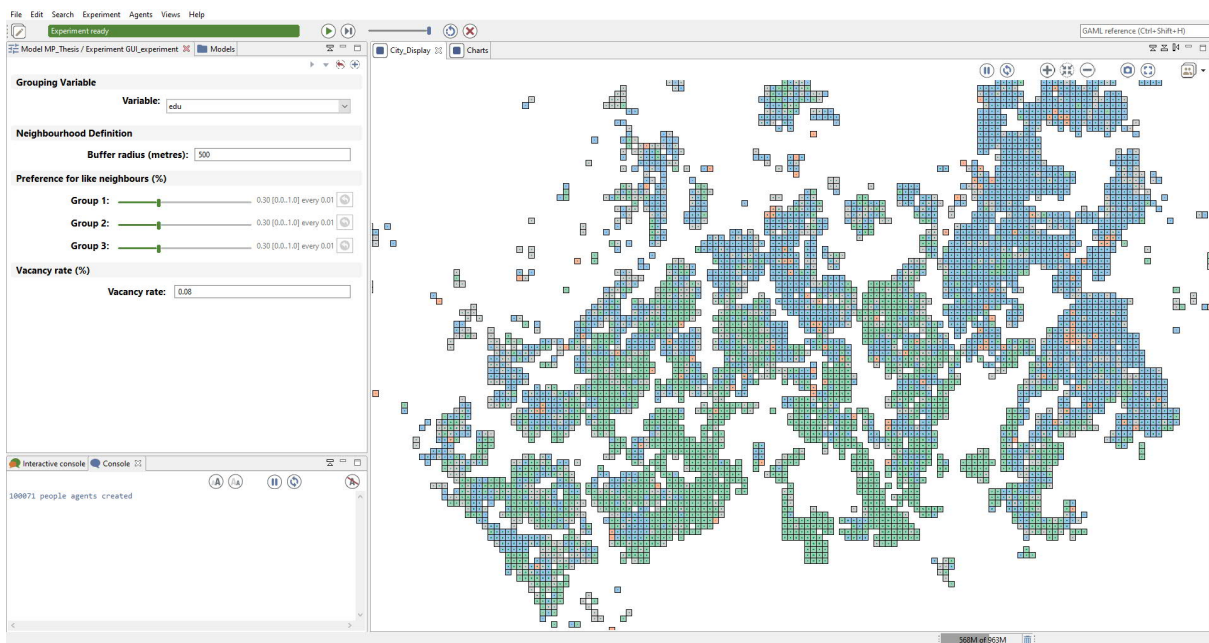 File Edit Search Experiment Agents Views Help
Experiment ready
GAML reference (Ctrl+Shift+H)
Model MP_Thesis / Experiment GUI_experiment
Models
City_Display
Charts
Grouping Variable
Variable: edu
Neighbourhood Definition
Buffer radius (metres): 500
Preference for like neighbours (%)
Group 1: 0.30 [0.0..1.0] every 0.01
Group 2: 0.30 [0.0..1.0] every 0.01
Group 3: 0.30 [0.0..1.0] every 0.01
Vacancy rate (%)
Vacancy rate: 0.08
Interactive console
Console
100071 people agents created
568M of 963M